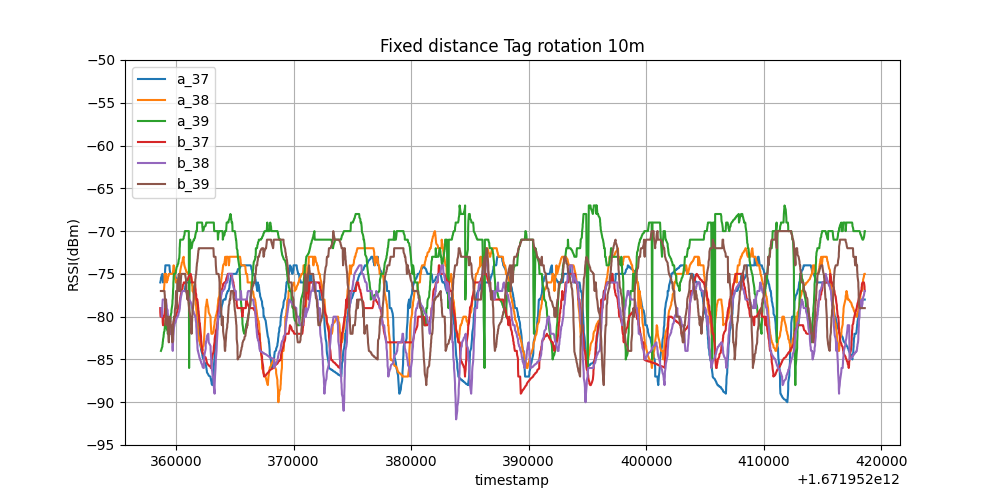 Fixed distance Tag rotation 10m
RSSI(dBm)
−50
−55
−60
−65
−70
−75
−80
−85
−90
−95
a_37
a_38
a_39
b_37
b_38
b_39
360000 370000 380000 390000 400000 410000 420000
timestamp
+1.671952e12